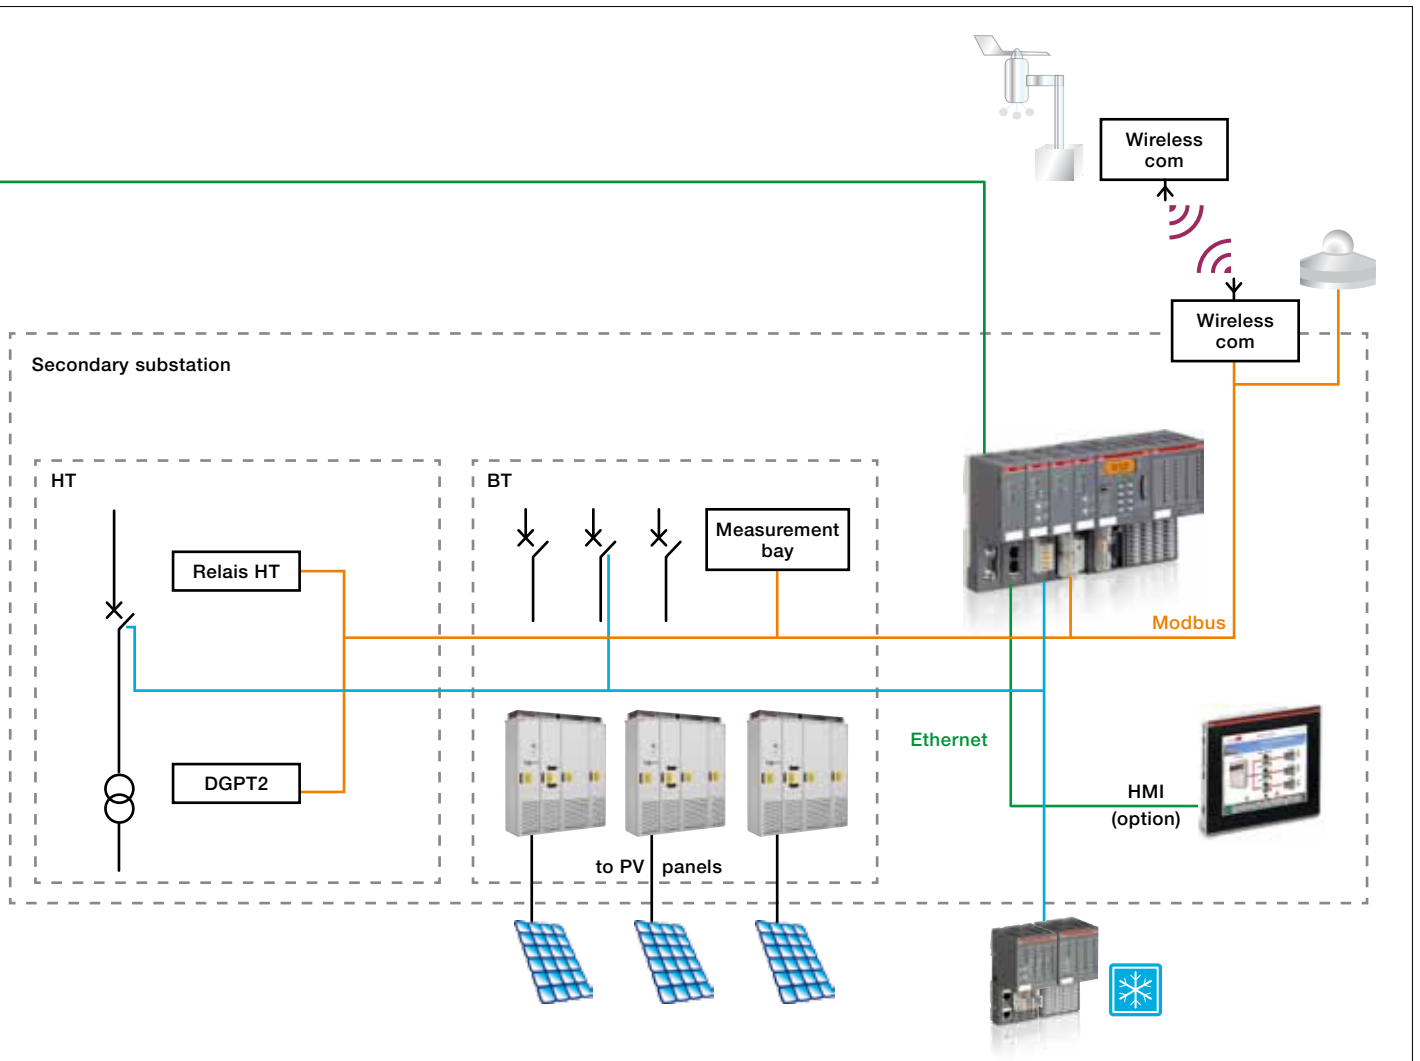 Wireless
com
Wireless
com
Secondary substation
HT
BT
Measurement
bay
Relais HT
Modbus
Ethernet
DGPT2
HMI
(option)
to PV panels